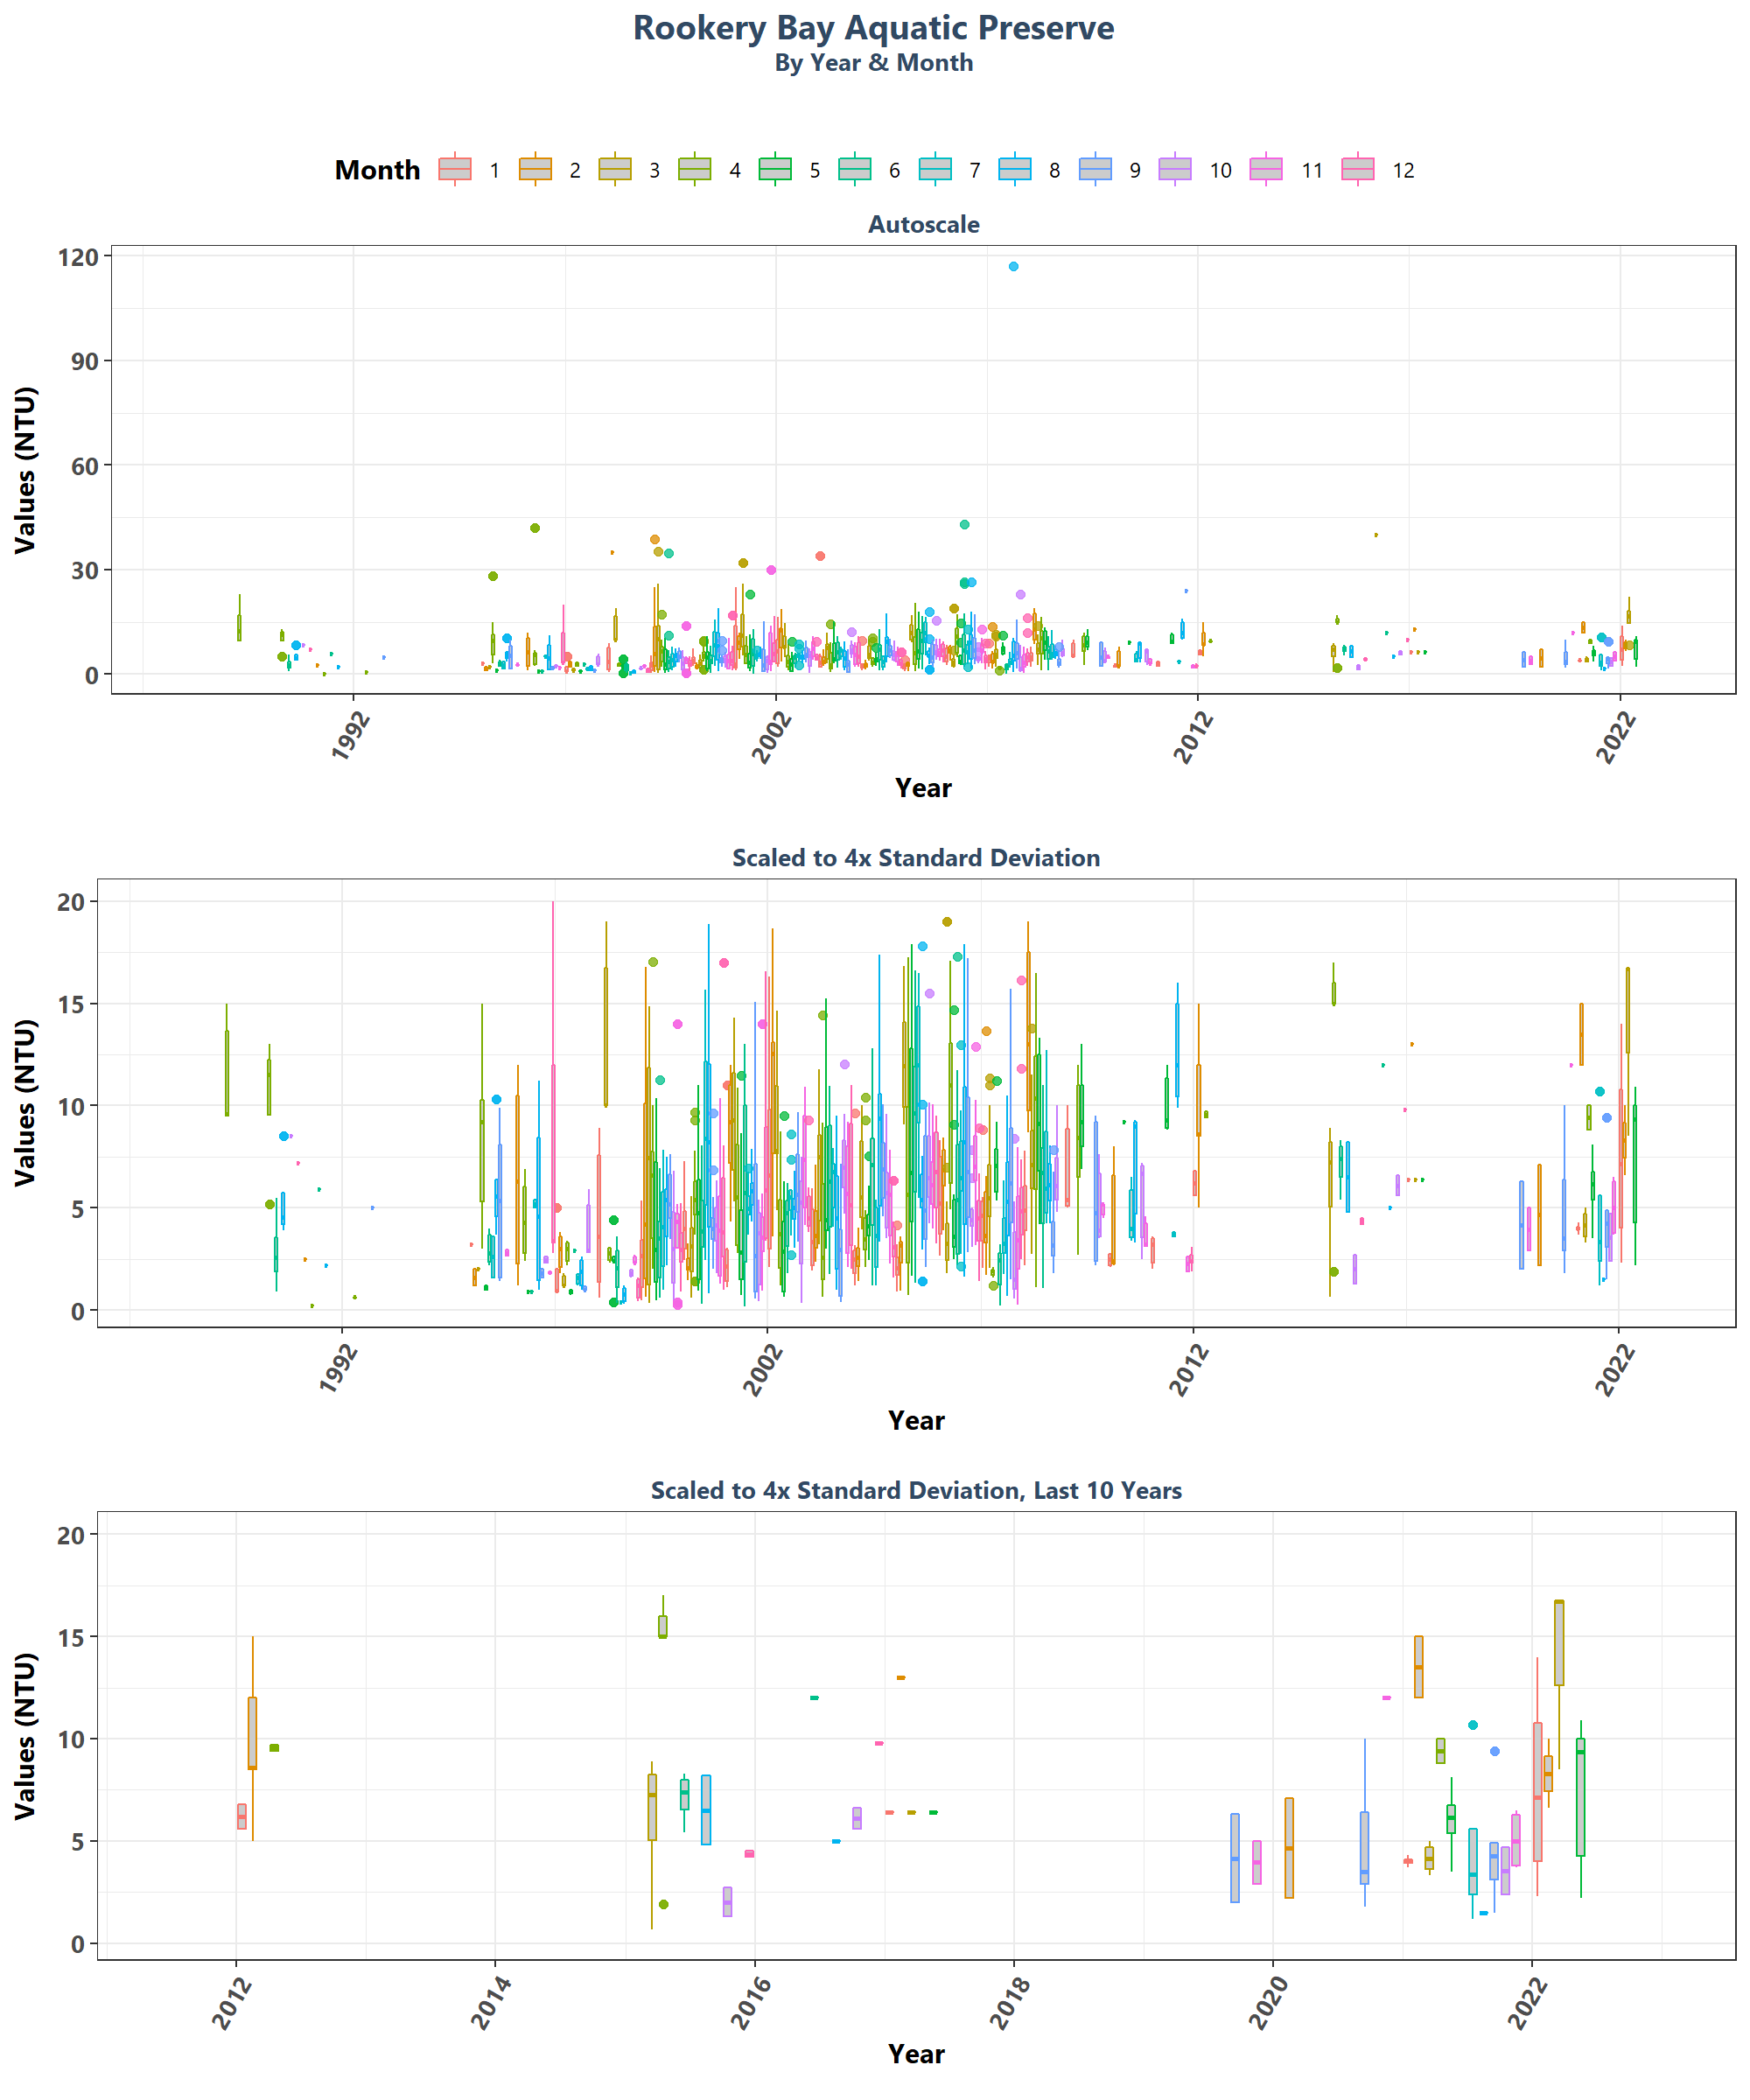 Rookery Bay Aquatic Preserve
By Year & Month
Month 1 2 3 4 5 6 7 8 9 10 11 12
Autoscale
Values (NTU)
120
90
60
30
0
1992 2002 2012 2022
Year
Scaled to 4x Standard Deviation
Values (NTU)
20
15
10
5
0
1992 2002 2012 2022
Year
Scaled to 4x Standard Deviation, Last 10 Years
Values (NTU)
20
15
10
5
0
2012 2014 2016 2018 2020 2022
Year